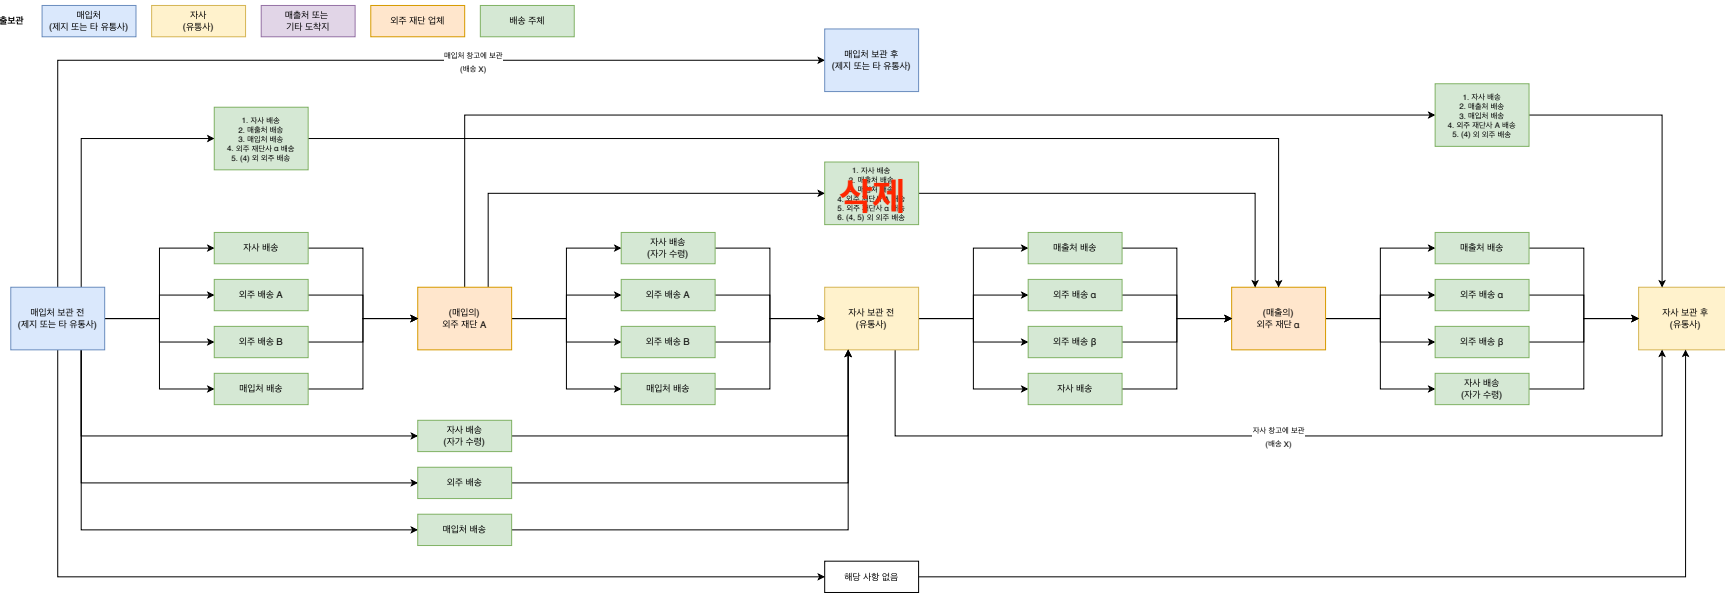 출보관
매입처
(제지 또는 타 유통사)
자사
(유통사)
매출처 또는
기타 도착지
외주 재단 업체
배송 주체
매입처 창고에 보관
(배송 X)
매입처 보관 후
(제지 또는 타 유통사)
1. 자사 배송
2. 매출처 배송
3. 매입처 배송
4. 외주 재단사 α 배송
5. (4) 외 외주 배송
1. 자사 배송
2. 매출처 배송
3. 매입처 배송
4. 외주 재단사 A 배송
5. (4) 외 외주 배송
1. 자사 배송
2. 매출처 배송
삭제
5. 외주 재단사 α 배송
6. (4, 5) 외 외주 배송
매입처 보관 전
(제지 또는 타 유통사)
자사 배송
외주 배송 A
외주 배송 B
매입처 배송
(매입의)
외주 재단 A
자사 배송
(자가 수령)
외주 배송 A
외주 배송 B
매입처 배송
자사 보관 전
(유통사)
매출처 배송
외주 배송 α
외주 배송 β
자사 배송
(매출의)
외주 재단 α
매출처 배송
외주 배송 α
외주 배송 β
자사 배송
(자가 수령)
자사 보관 후
(유통사)
자사 배송
(자가 수령)
외주 배송
매입처 배송
자사 창고에 보관
(배송 X)
해당 사항 없음